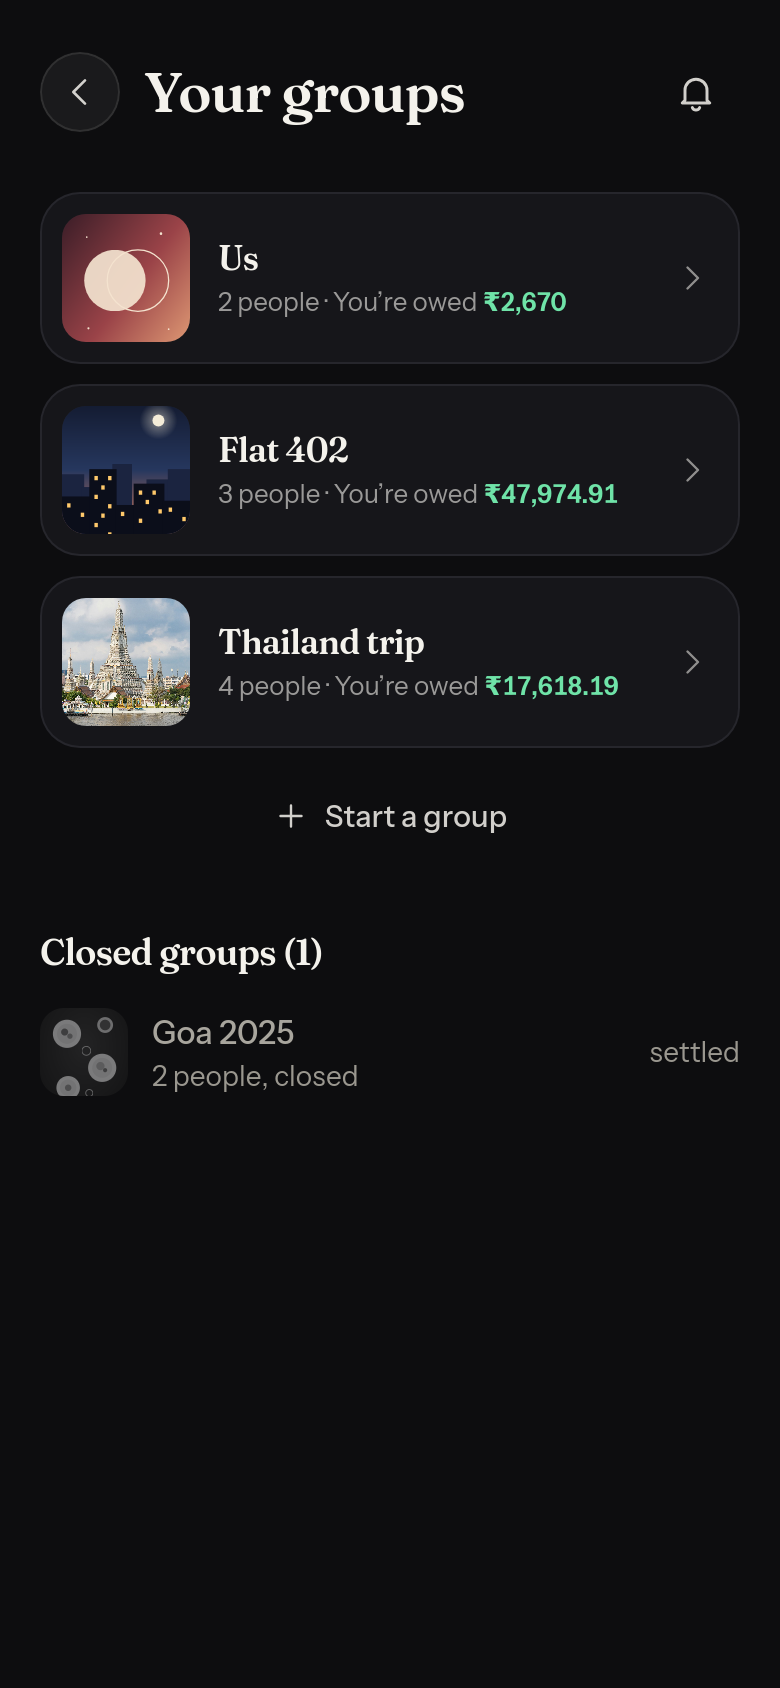 Your groups
Us
2 people · You’re owed ₹2,670
Flat 402
3 people · You’re owed ₹47,974.91
Thailand trip
4 people · You’re owed ₹17,618.19
Start a group
Closed groups (1)
Goa 2025
2 people, closed
settled